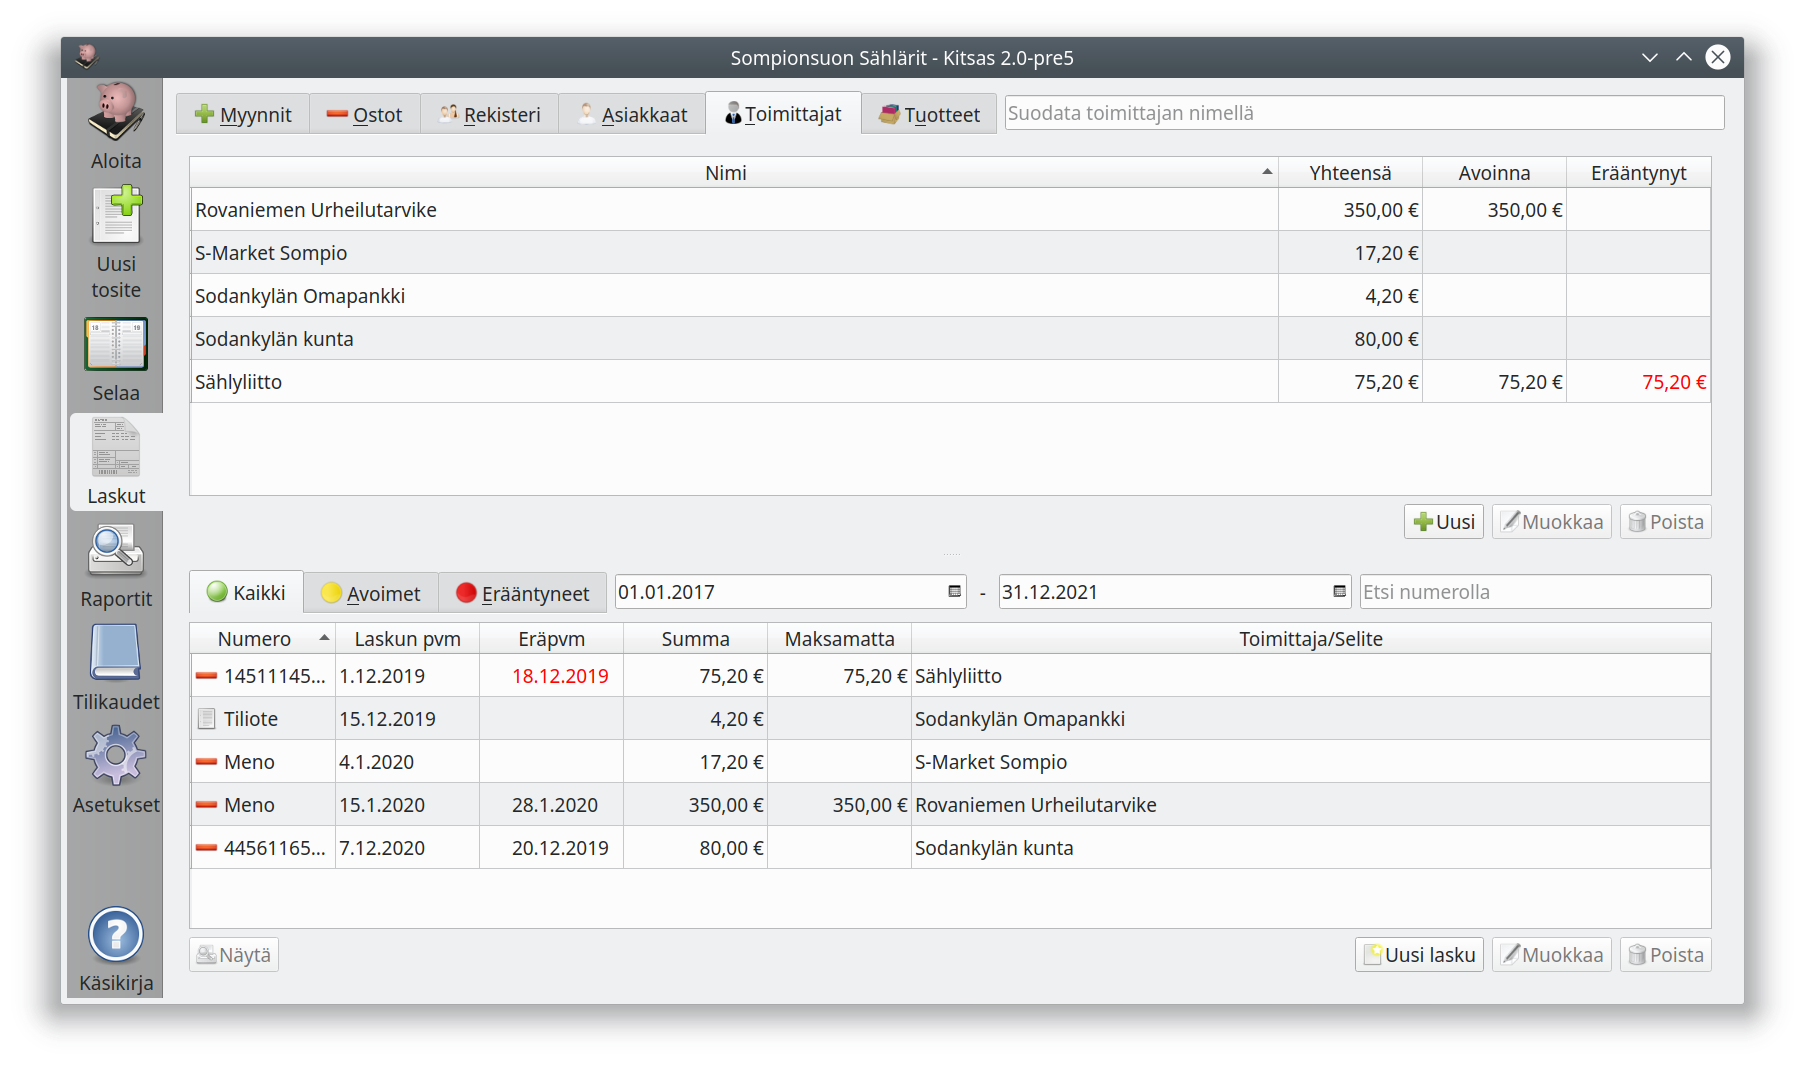 Sompionsuon Sählärit - Kitsas 2.0-pre5
Aloita
Uusi
tosite
Selaa
Laskut
Raportit
Tilikaudet
Asetukset
Käsikirja
Myynnit Ostot Rekisteri Asiakkaat Toimittajat Tuotteet Suodata toimittajan nimellä
Nimi Yhteensä Avoinna Erääntynyt
Rovaniemen Urheilutarvike 350,00 € 350,00 €
S-Market Sompio 17,20 €
Sodankylän Omapankki 4,20 €
Sodankylän kunta 80,00 €
Sählyliitto 75,20 € 75,20 € 75,20 €
Uusi Muokkaa Poista
Kaikki Avoimet Erääntyneet 01.01.2017 - 31.12.2021 Etsi numerolla
Numero Laskun pvm Eräpvm Summa Maksamatta Toimittaja/Selite
14511145... 1.12.2019 18.12.2019 75,20 € 75,20 € Sählyliitto
Tiliote 15.12.2019 4,20 € Sodankylän Omapankki
Meno 4.1.2020 17,20 € S-Market Sompio
Meno 15.1.2020 28.1.2020 350,00 € 350,00 € Rovaniemen Urheilutarvike
44561165... 7.12.2020 20.12.2019 80,00 € Sodankylän kunta
Näytä Uusi lasku Muokkaa Poista